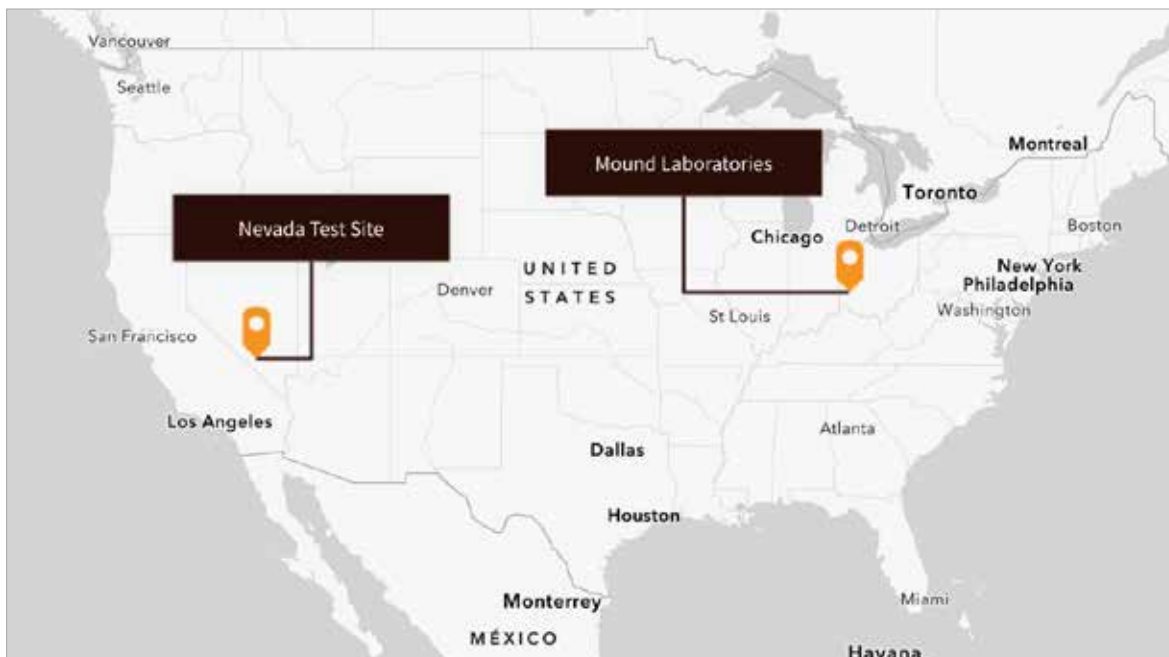 Vancouver
Seattle
Mound Laboratories
Montreal
Toronto
Nevada Test Site
Chicago
Detroit
Boston
UNITED
STATES
New York
Philadelphia
Denver
St Louis
Washington
San Francisco
Los Angeles
Dallas
Atlanta
Houston
Monterrey
Miami
MÉXICO
Havana